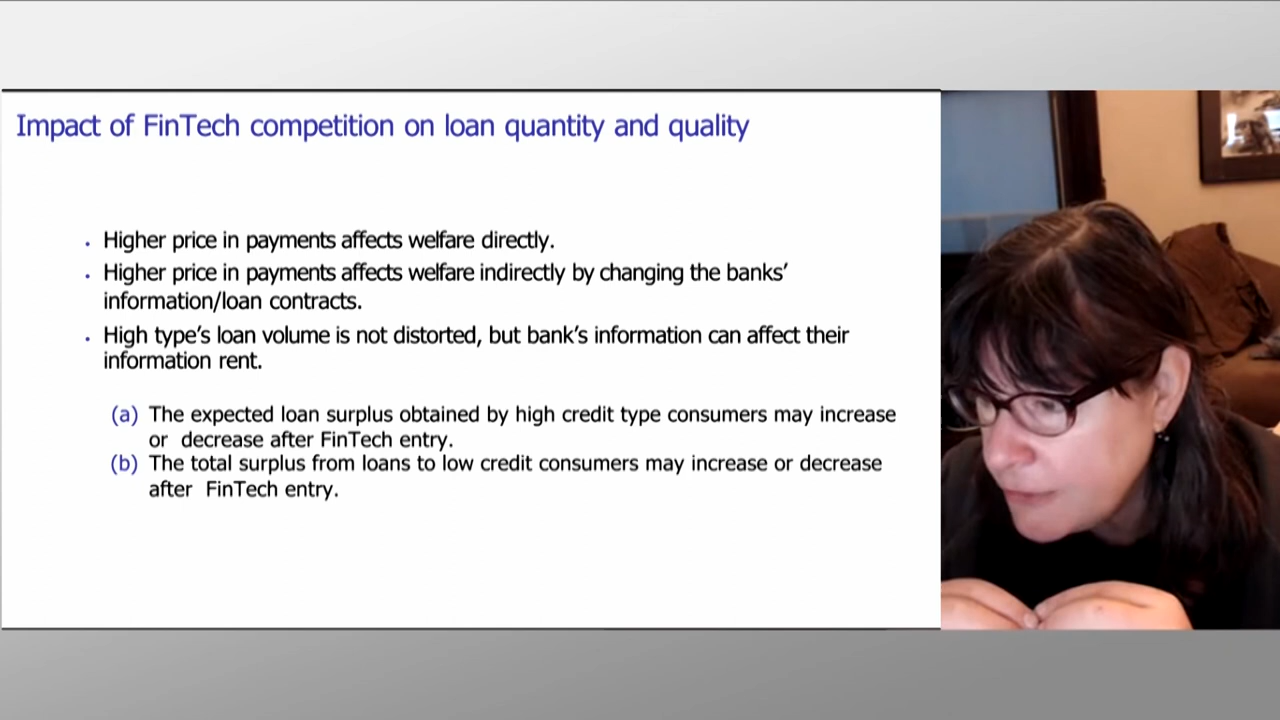 Impact of FinTech competition on loan quantity and quality
• Higher price in payments affects welfare directly.
• Higher price in payments affects welfare indirectly by changing the banks’
information/loan contracts.
• High type’s loan volume is not distorted, but bank’s information can affect their
information rent.
(a) The expected loan surplus obtained by high credit type consumers may increase
or decrease after FinTech entry.
(b) The total surplus from loans to low credit consumers may increase or decrease
after FinTech entry.